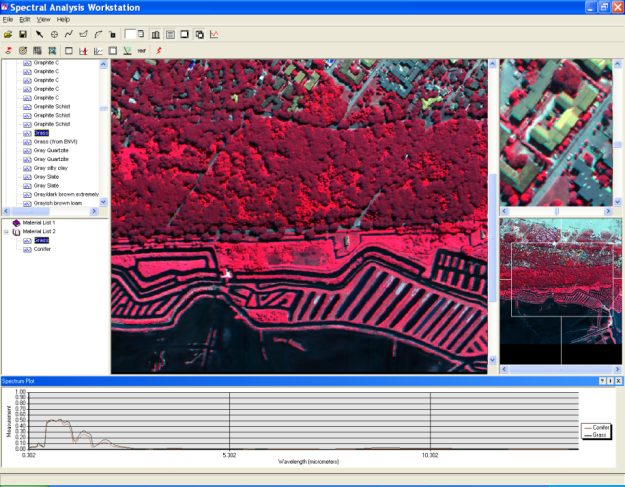 Spectral Analysis Workstation
File Edit View Help
MNF
Graphite C
Graphite C
Graphite C
Graphite C
Graphite C
Graphite Schist
Graphite Schist
Graphite Schist
Grass
Grass (from ENVI)
Gray Quartzite
Gray Quartzite
Gray silty clay
Gray Slate
Gray Slate
Gray/dark brown extremely
Grayish brown loam
Material List 1
Material List 2
Grass
Conifer
Spectrum Plot
Measurement
1.00
0.90
0.80
0.70
0.60
0.50
0.40
0.30
0.20
0.10
0.00
0.302
5.302
10.302
Wavelength (micrometers)
Conifer
Grass